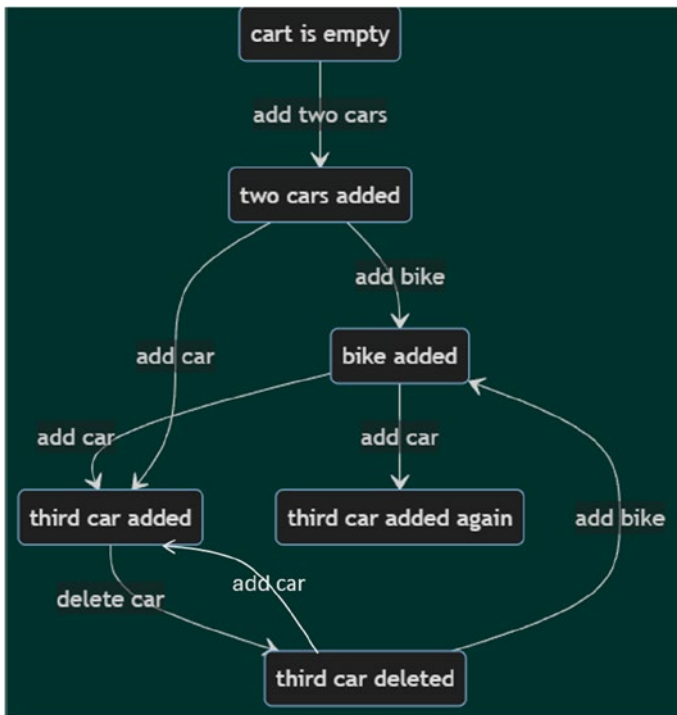 cart is empty
add two cars
two cars added
add bike
add car
bike added
add car
add car
third car added
third car added again
add bike
add car
delete car
third car deleted